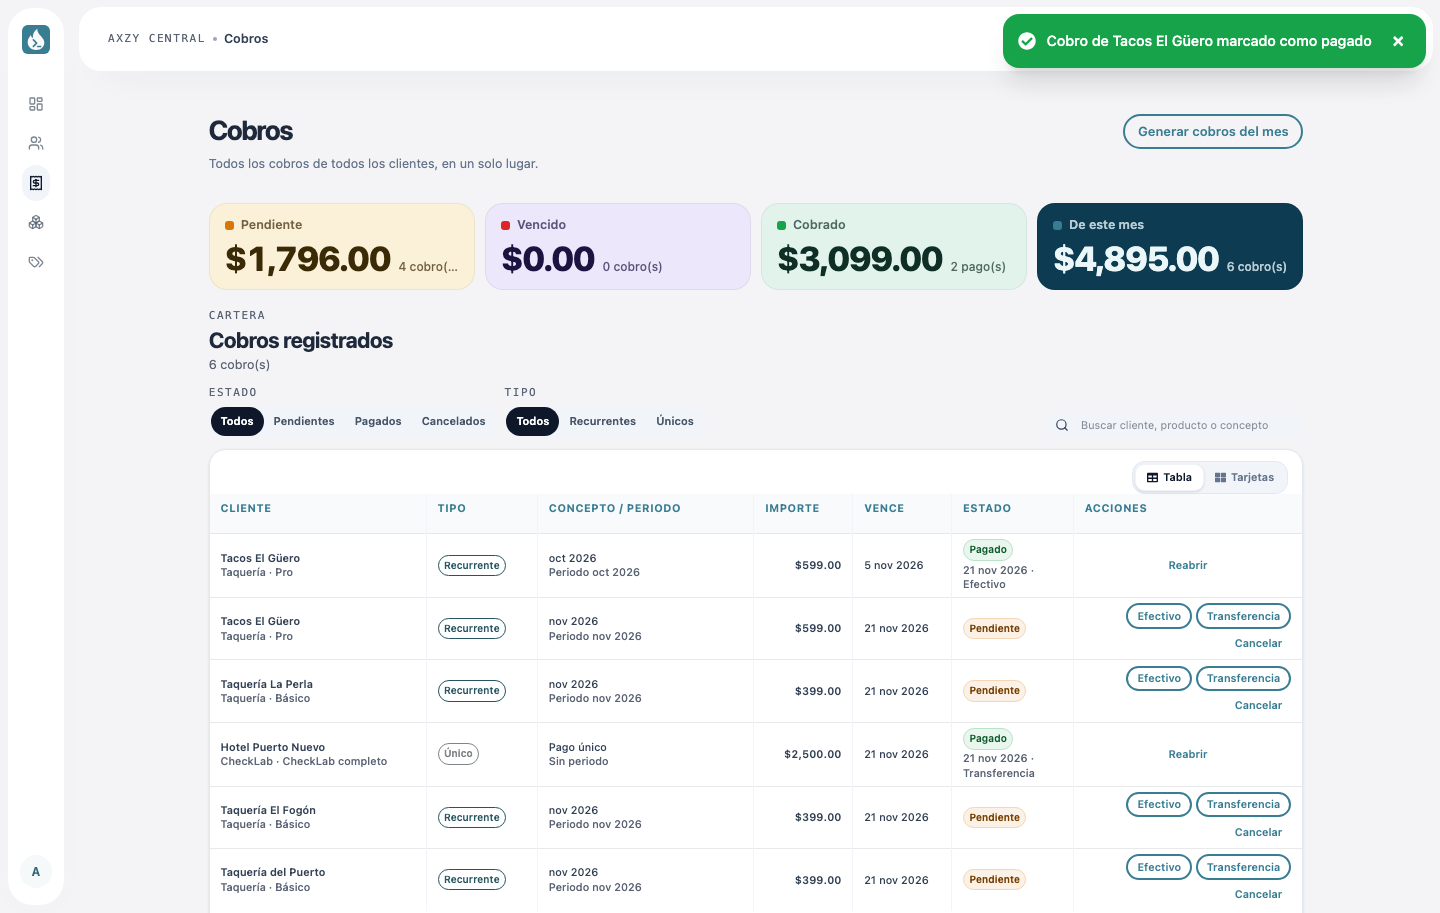 AXZY CENTRAL • Cobros
Cobro de Tacos El Güero marcado como pagado
Cobros
Generar cobros del mes
Todos los cobros de todos los clientes, en un solo lugar.
Pendiente
$1,796.00 4 cobro(...
Vencido
$0.00 0 cobro(s)
Cobrado
$3,099.00 2 pago(s)
De este mes
$4,895.00 6 cobro(s)
CARTERA
Cobros registrados
6 cobro(s)
ESTADO
Todos Pendientes Pagados Cancelados
TIPO
Todos Recurrentes Únicos
Buscar cliente, producto o concepto
Tabla Tarjetas
CLIENTE TIPO CONCEPTO / PERIODO IMPORTE VENCE ESTADO ACCIONES
Tacos El Güero
Taquería · Pro
Recurrente
oct 2026
Periodo oct 2026
$599.00
5 nov 2026
Pagado
21 nov 2026 ·
Efectivo
Reabrir
Tacos El Güero
Taquería · Pro
Recurrente
nov 2026
Periodo nov 2026
$599.00
21 nov 2026
Pendiente
Efectivo Transferencia
Cancelar
Taquería La Perla
Taquería · Básico
Recurrente
nov 2026
Periodo nov 2026
$399.00
21 nov 2026
Pendiente
Efectivo Transferencia
Cancelar
Hotel Puerto Nuevo
CheckLab · CheckLab completo
Único
Pago único
Sin periodo
$2,500.00
21 nov 2026
Pagado
21 nov 2026 ·
Transferencia
Reabrir
Taquería El Fogón
Taquería · Básico
Recurrente
nov 2026
Periodo nov 2026
$399.00
21 nov 2026
Pendiente
Efectivo Transferencia
Cancelar
Taquería del Puerto
Taquería · Básico
Recurrente
nov 2026
Periodo nov 2026
$399.00
21 nov 2026
Pendiente
Efectivo Transferencia
Cancelar
A